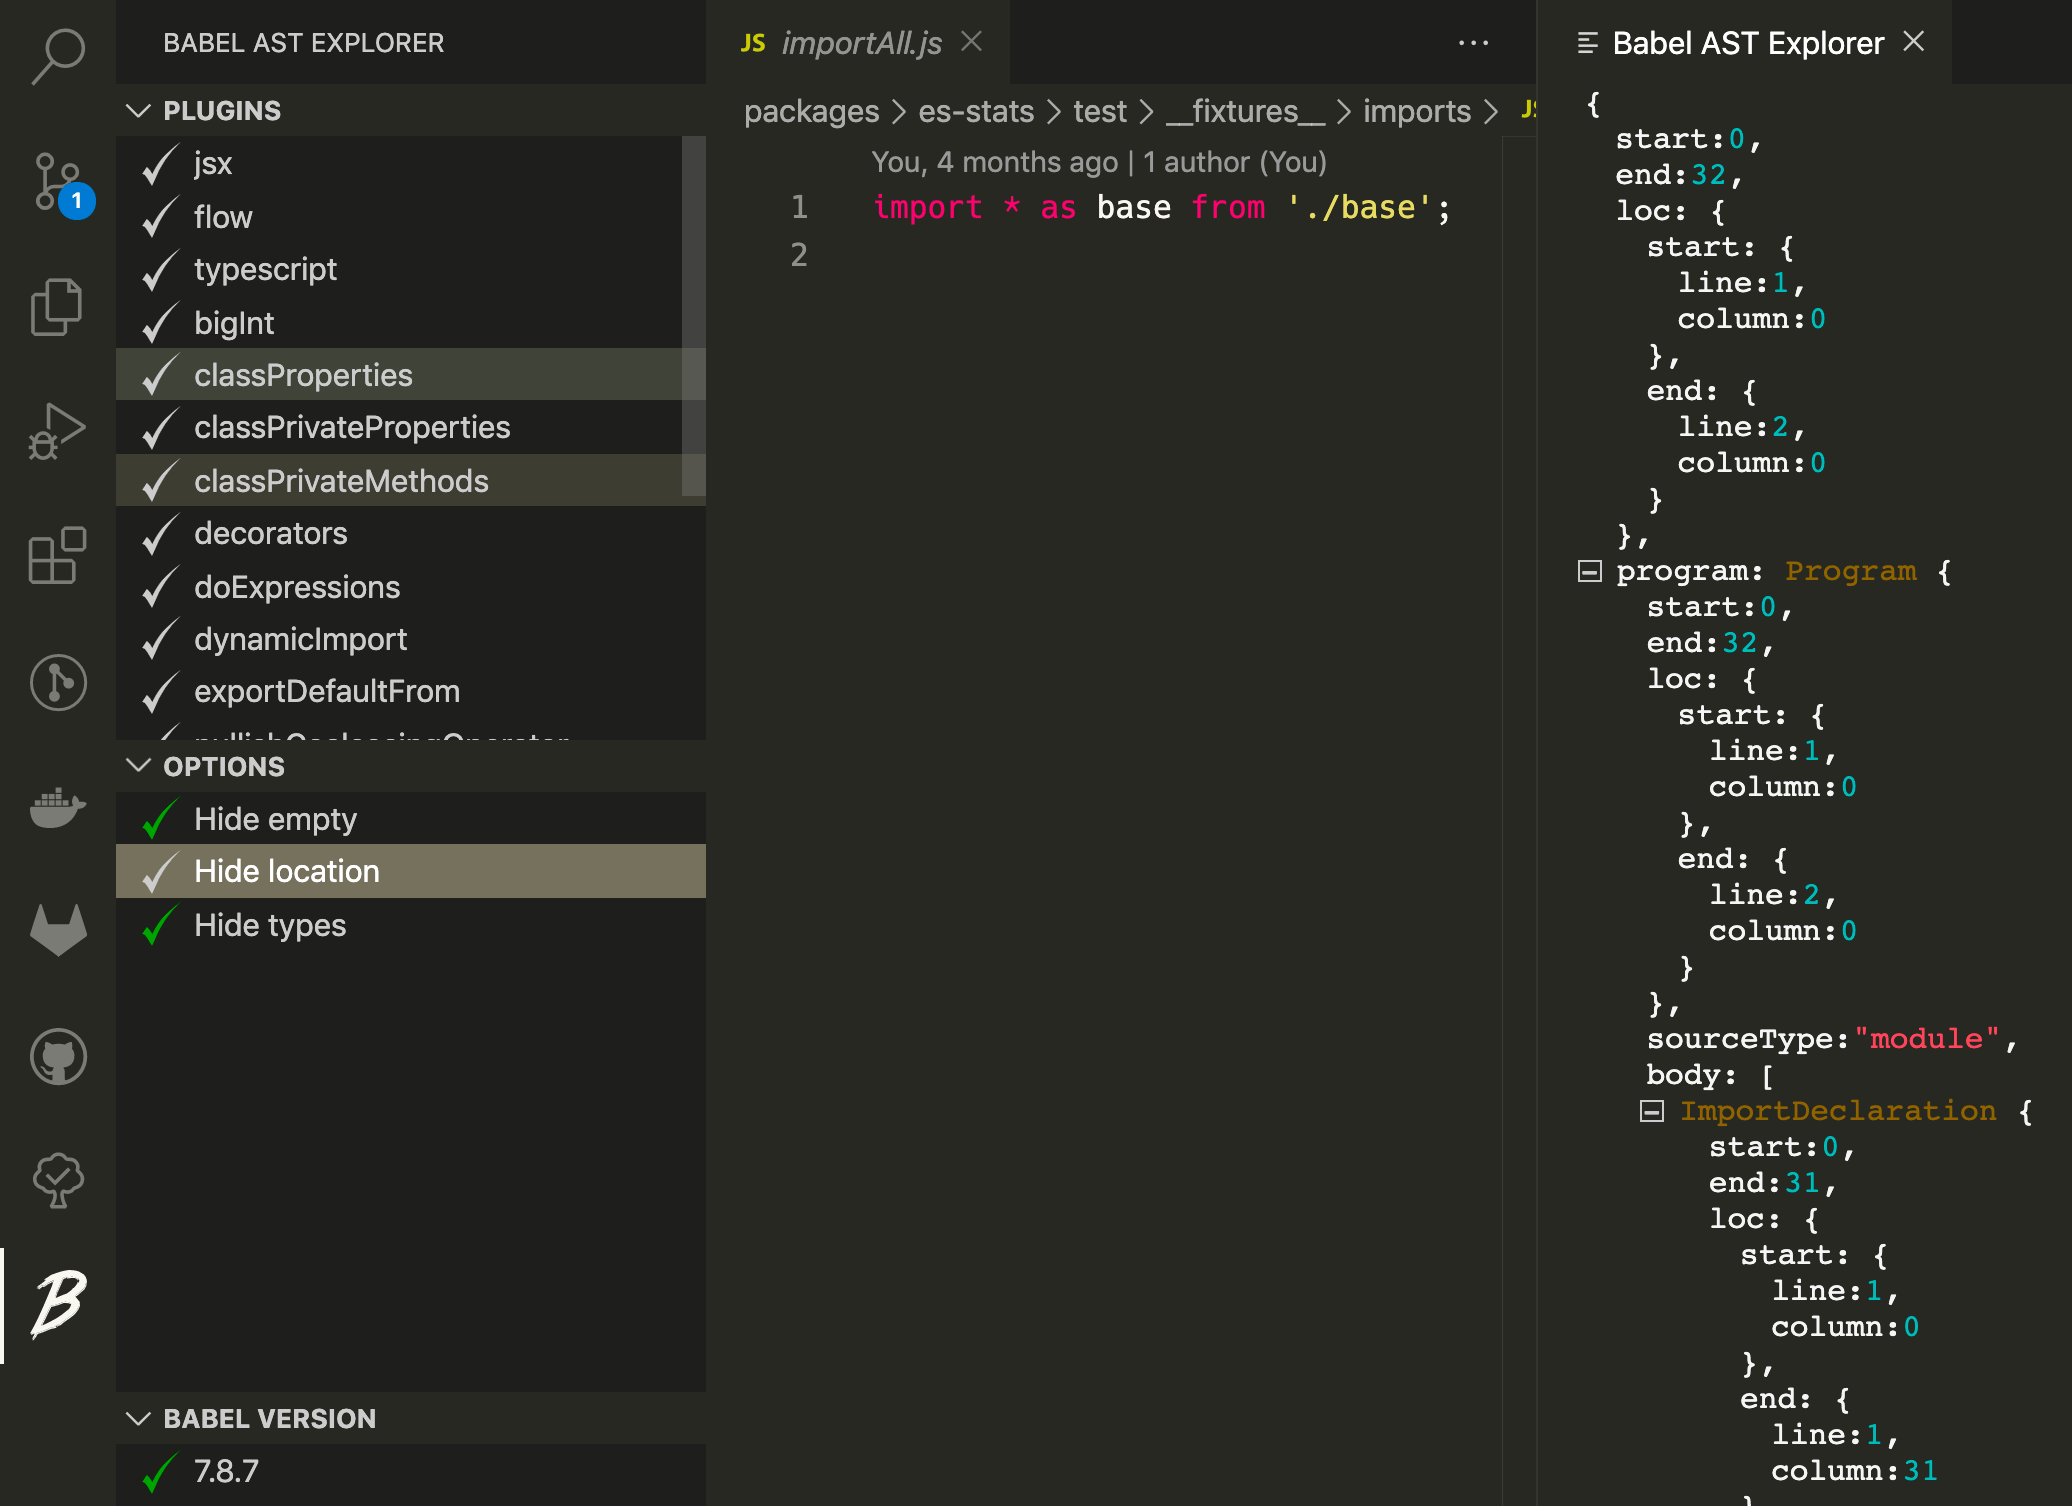 BABEL AST EXPLORER
PLUGINS
jsx
flow
typescript
bigInt
classProperties
classPrivateProperties
classPrivateMethods
decorators
doExpressions
dynamicImport
exportDefaultFrom
nullishCoalescingOperator
OPTIONS
Hide empty
Hide location
Hide types
BABEL VERSION
7.8.7
1
JS importAll.js
packages > es-stats > test > __fixtures__ > imports > JS
You, 4 months ago | 1 author (You)
1 import * as base from './base';
2
Babel AST Explorer
{
start:0,
end:32,
loc: {
start: {
line:1,
column:0
},
end: {
line:2,
column:0
}
},
program: Program {
start:0,
end:32,
loc: {
start: {
line:1,
column:0
},
end: {
line:2,
column:0
}
},
sourceType:"module",
body: [
ImportDeclaration {
start:0,
end:31,
loc: {
start: {
line:1,
column:0
},
end: {
line:1,
column:31
}